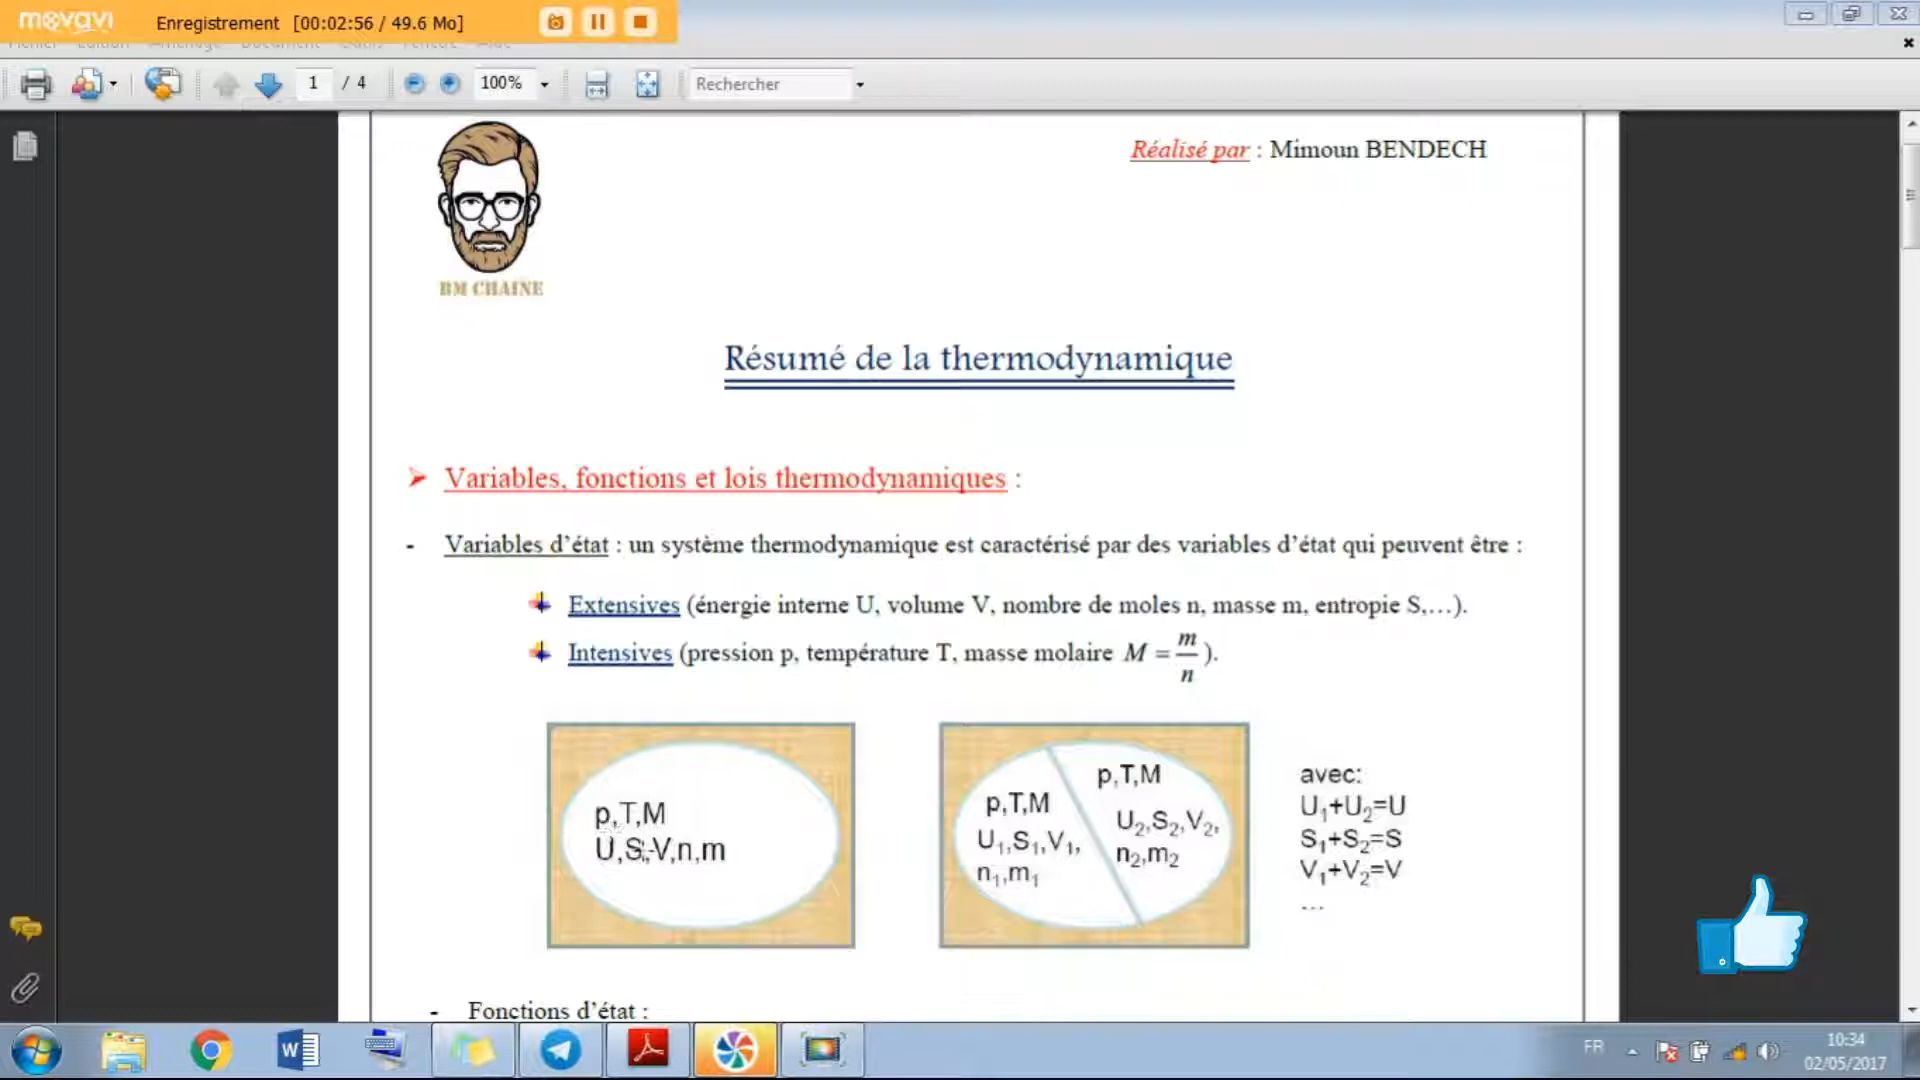 movavi
Enregistrement [00:02:56 / 49.6 Mo]
1 / 4
100%
Rechercher
Réalisé par : Mimoun BENDECH
BM CHAINE
Résumé de la thermodynamique
Variables, fonctions et lois thermodynamiques :
- Variables d'état : un système thermodynamique est caractérisé par des variables d'état qui peuvent être :
Extensives (énergie interne U, volume V, nombre de moles n, masse m, entropie S,…).
Intensives (pression p, température T, masse molaire M = m/n ).
p,T,M
U,S,V,n,m
p,T,M
U₁,S₁,V₁,
n₁,m₁
p,T,M
U₂,S₂,V₂,
n₂,m₂
avec:
U₁+U₂=U
S₁+S₂=S
V₁+V₂=V
...
- Fonctions d'état :
FR
10:34
02/05/2017